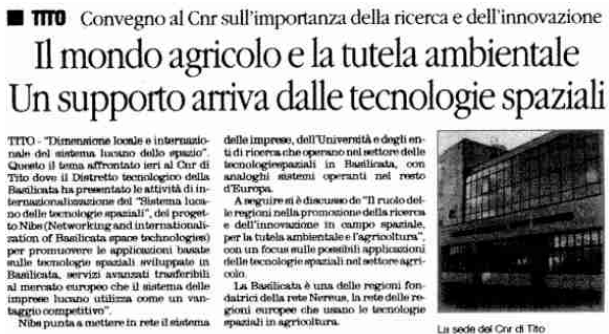 ■ TITO Convegno al Cnr sull'importanza della ricerca e dell'innovazione
Il mondo agricolo e la tutela ambientale
Un supporto arriva dalle tecnologie spaziali
TITO - "Dimensione locale e internazio-
nale del sistema lucano dello spazio".
Questo il tema affrontato ieri al Cnr di
Tito dove il Distretto tecnologico della
Basilicata ha presentato le attività di in-
ternazionalizzazione del "Sistema luca-
no delle tecnologie spaziali", del proget-
to Nibs (Networking and internationali-
zation of Basilicata space technologies)
per promuovere le applicazioni basate
sulle tecnologie spaziali sviluppate in
Basilicata, servizi avanzati trasferibili
al mercato europeo che il sistema delle
imprese lucano utilizza come un van-
taggio competitivo".
Nibs punta a mettere in rete il sistema
delle imprese, dell'Università e degli en-
ti di ricerca che operano nel settore delle
tecnologie spaziali in Basilicata, con
analoghi sistemi operanti nel resto
d'Europa.
A seguire si è discusso de "Il ruolo del-
le regioni nella promozione della ricerca
e dell'innovazione in campo spaziale,
per la tutela ambientale e l'agricoltura",
con un focus sulle possibili applicazioni
delle tecnologie spaziali nel settore agri-
colo.
La Basilicata è una delle regioni fon-
datrici della rete Nereus, la rete delle re-
gioni europee che usano le tecnologie
spaziali in agricoltura.
La sede del Cnr di Tito